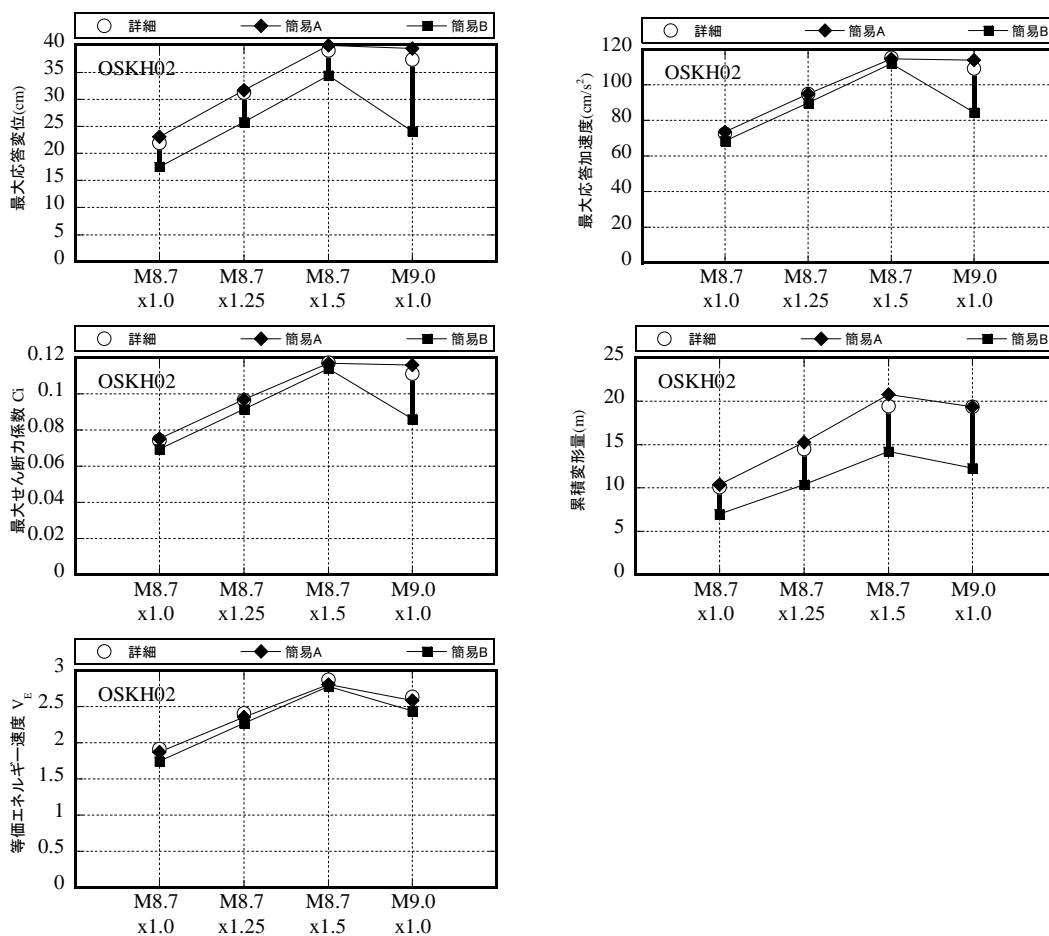 詳細 簡易A 簡易B
OSKH02
最大応答変位(cm)
40
35
30
25
20
15
10
5
0
M8.7 M8.7 M8.7 M9.0
x1.0 x1.25 x1.5 x1.0
詳細 簡易A 簡易B
OSKH02
最大応答加速度(cm/s²)
120
100
80
60
40
20
0
M8.7 M8.7 M8.7 M9.0
x1.0 x1.25 x1.5 x1.0
詳細 簡易A 簡易B
OSKH02
最大せん断力係数 Ci
0.12
0.1
0.08
0.06
0.04
0.02
0
M8.7 M8.7 M8.7 M9.0
x1.0 x1.25 x1.5 x1.0
詳細 簡易A 簡易B
OSKH02
累積変形量(m)
25
20
15
10
5
0
M8.7 M8.7 M8.7 M9.0
x1.0 x1.25 x1.5 x1.0
詳細 簡易A 簡易B
OSKH02
等価エネルギー速度 V_E
3
2.5
2
1.5
1
0.5
0
M8.7 M8.7 M8.7 M9.0
x1.0 x1.25 x1.5 x1.0